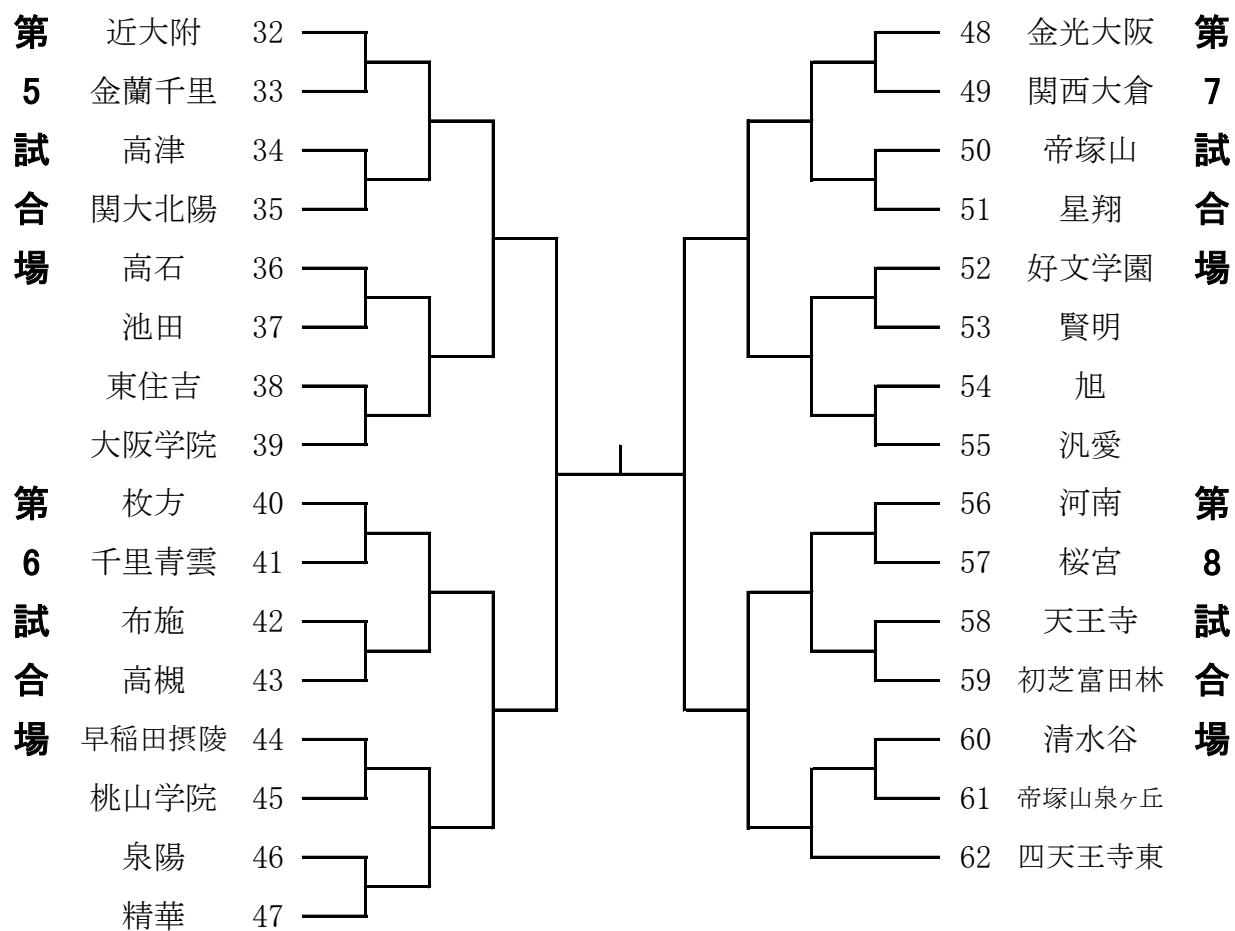 第5試合場
近大附 32
金蘭千里 33
高津 34
関大北陽 35
高石 36
池田 37
東住吉 38
大阪学院 39
第6試合場
枚方 40
千里青雲 41
布施 42
高槻 43
早稲田摂陵 44
桃山学院 45
泉陽 46
精華 47
第7試合場
48 金光大阪
49 関西大倉
50 帝塚山
51 星翔
52 好文学園
53 賢明
54 旭
55 汎愛
第8試合場
56 河南
57 桜宮
58 天王寺
59 初芝富田林
60 清水谷
61 帝塚山泉ヶ丘
62 四天王寺東